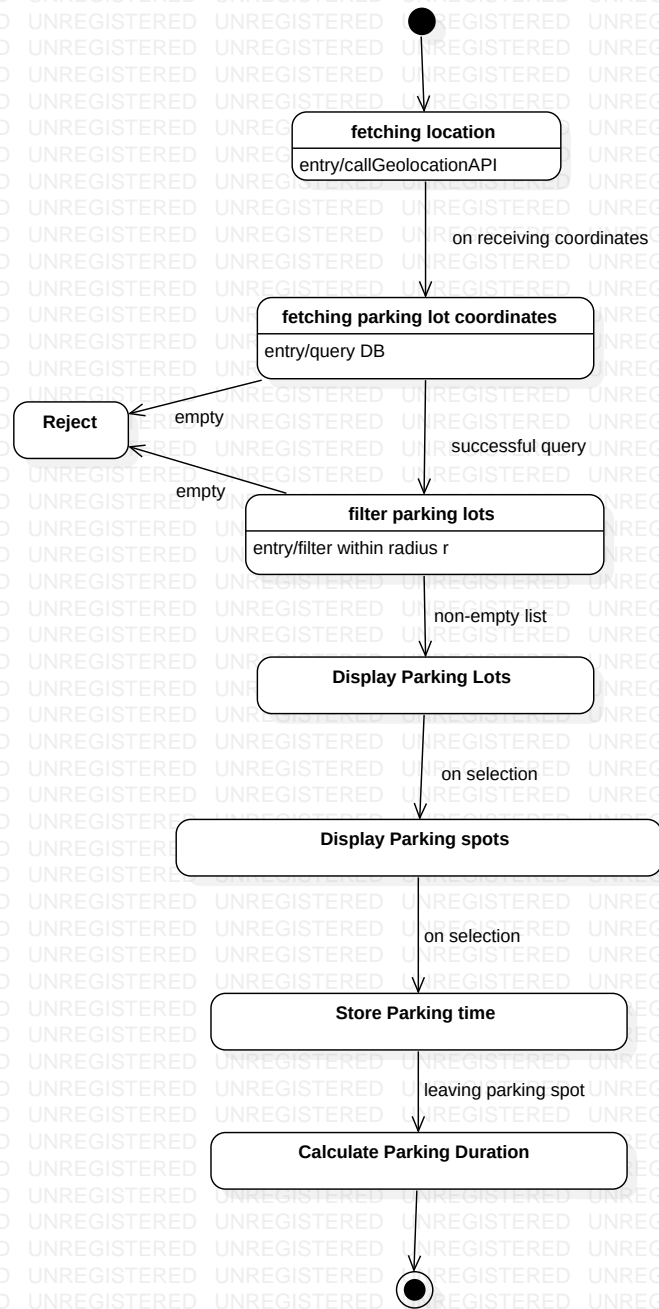 fetching location
entry/callGeolocationAPI
on receiving coordinates
fetching parking lot coordinates
entry/query DB
empty
Reject
successful query
empty
filter parking lots
entry/filter within radius r
non-empty list
Display Parking Lots
on selection
Display Parking spots
on selection
Store Parking time
leaving parking spot
Calculate Parking Duration
UNREGISTERED